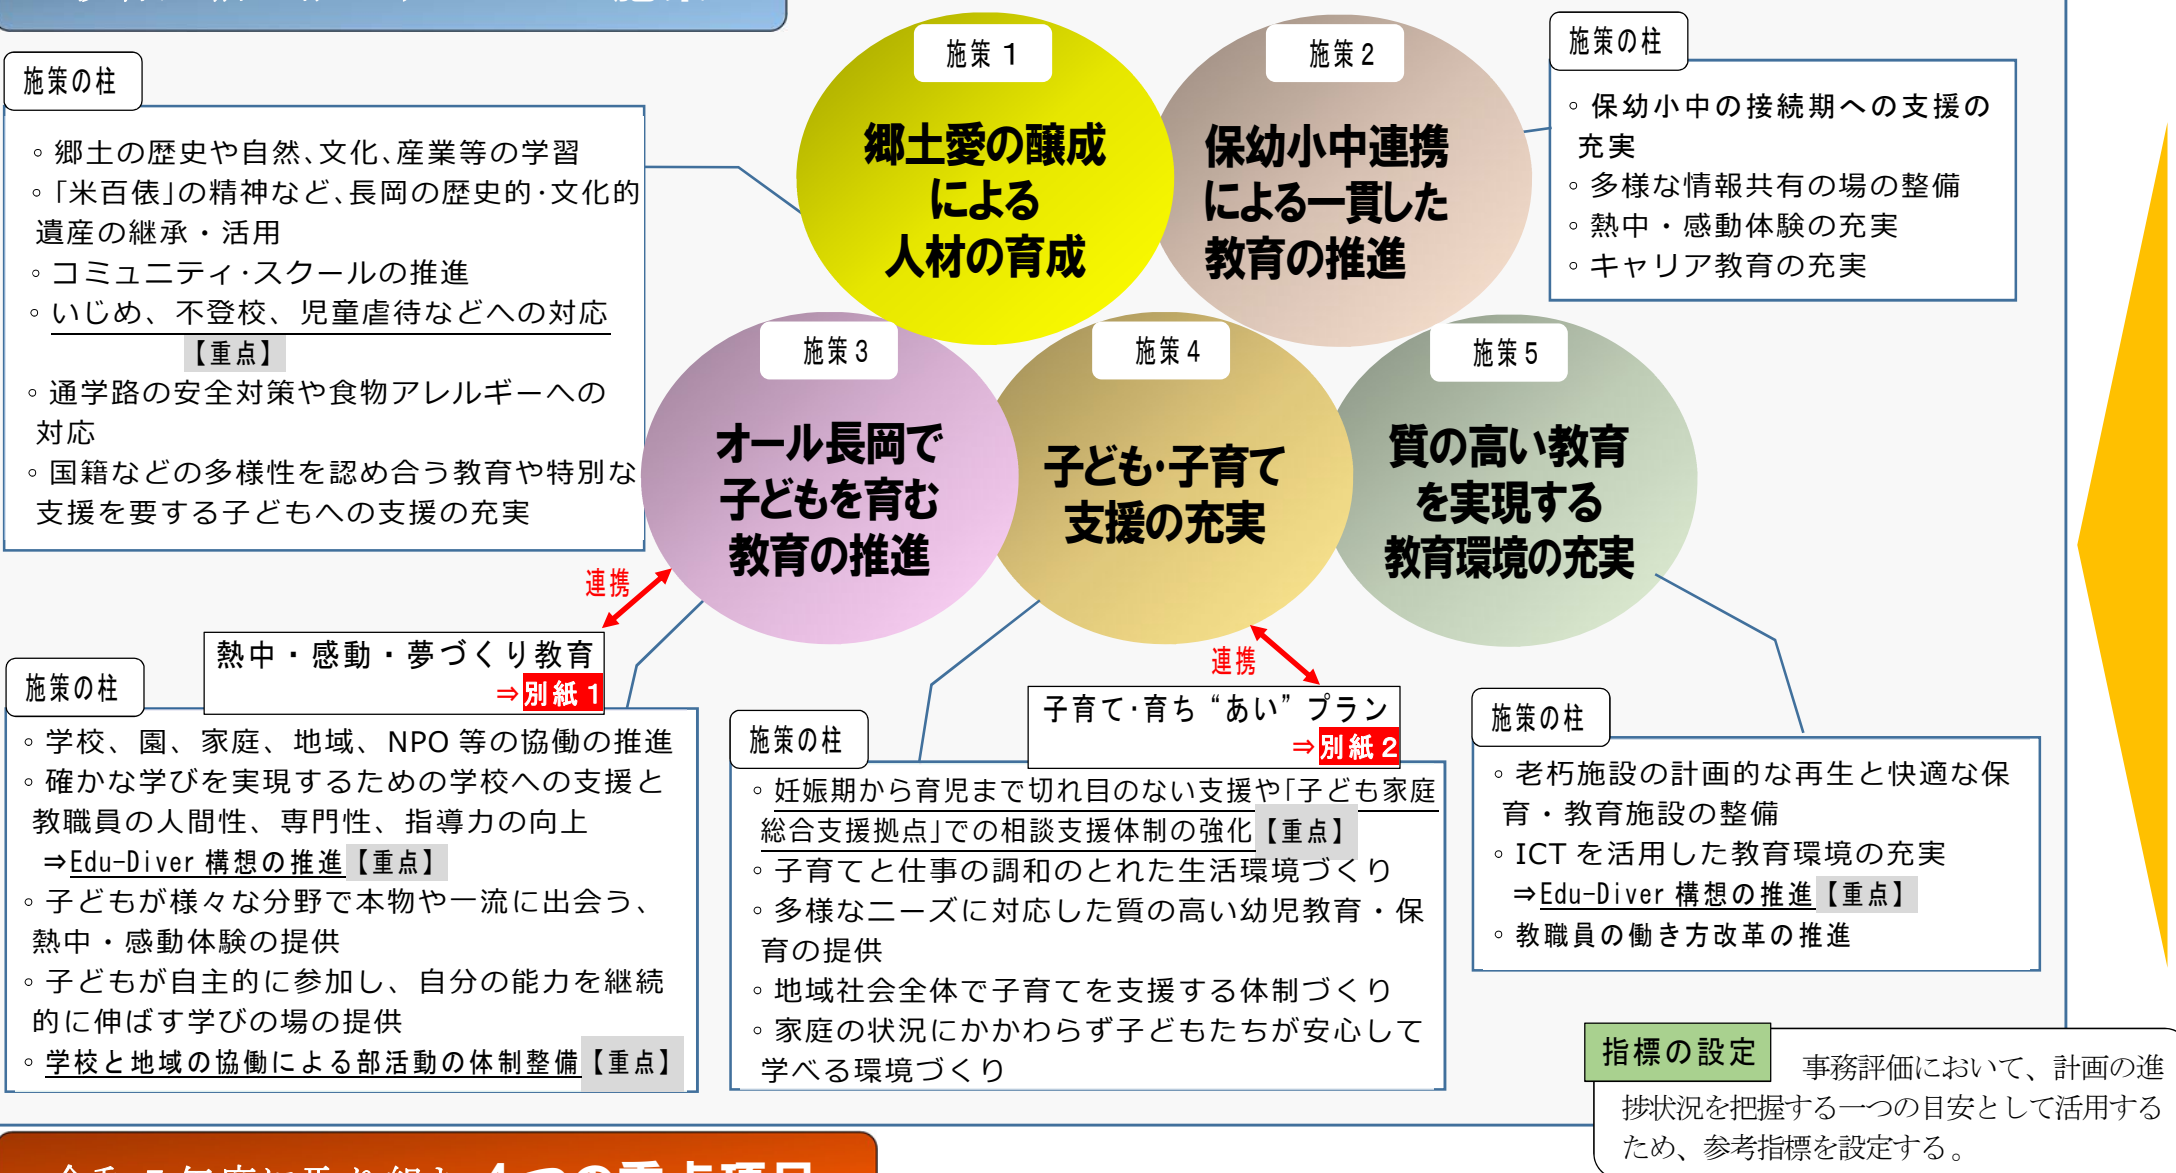 施策の柱
◦郷土の歴史や自然、文化、産業等の学習
◦「米百俵」の精神など、長岡の歴史的・文化的
遺産の継承・活用
◦コミュニティ・スクールの推進
◦いじめ、不登校、児童虐待などへの対応
【重点】
◦通学路の安全対策や食物アレルギーへの
対応
◦国籍などの多様性を認め合う教育や特別な
支援を要する子どもへの支援の充実
施策1
郷土愛の醸成
による
人材の育成
施策2
保幼小中連携
による一貫した
教育の推進
施策の柱
◦保幼小中の接続期への支援の
充実
◦多様な情報共有の場の整備
◦熱中・感動体験の充実
◦キャリア教育の充実
施策3
オール長岡で
子どもを育む
教育の推進
施策4
子ども・子育て
支援の充実
施策5
質の高い教育
を実現する
教育環境の充実
連携
熱中・感動・夢づくり教育
⇒別紙1
施策の柱
◦学校、園、家庭、地域、NPO等の協働の推進
◦確かな学びを実現するための学校への支援と
教職員の人間性、専門性、指導力の向上
⇒Edu-Diver構想の推進【重点】
◦子どもが様々な分野で本物や一流に出会う、
熱中・感動体験の提供
◦子どもが自主的に参加し、自分の能力を継続
的に伸ばす学びの場の提供
◦学校と地域の協働による部活動の体制整備【重点】
連携
子育て・育ち“あい”プラン
⇒別紙2
施策の柱
◦妊娠期から育児まで切れ目のない支援や「子ども家庭
総合支援拠点」での相談支援体制の強化【重点】
◦子育てと仕事の調和のとれた生活環境づくり
◦多様なニーズに対応した質の高い幼児教育・保
育の提供
◦地域社会全体で子育てを支援する体制づくり
◦家庭の状況にかかわらず子どもたちが安心して
学べる環境づくり
施策の柱
◦老朽施設の計画的な再生と快適な保
育・教育施設の整備
◦ICTを活用した教育環境の充実
⇒Edu-Diver構想の推進【重点】
◦教職員の働き方改革の推進
指標の設定
事務評価において、計画の進
捗状況を把握する一つの目安として活用する
ため、参考指標を設定する。
4つの重点項目